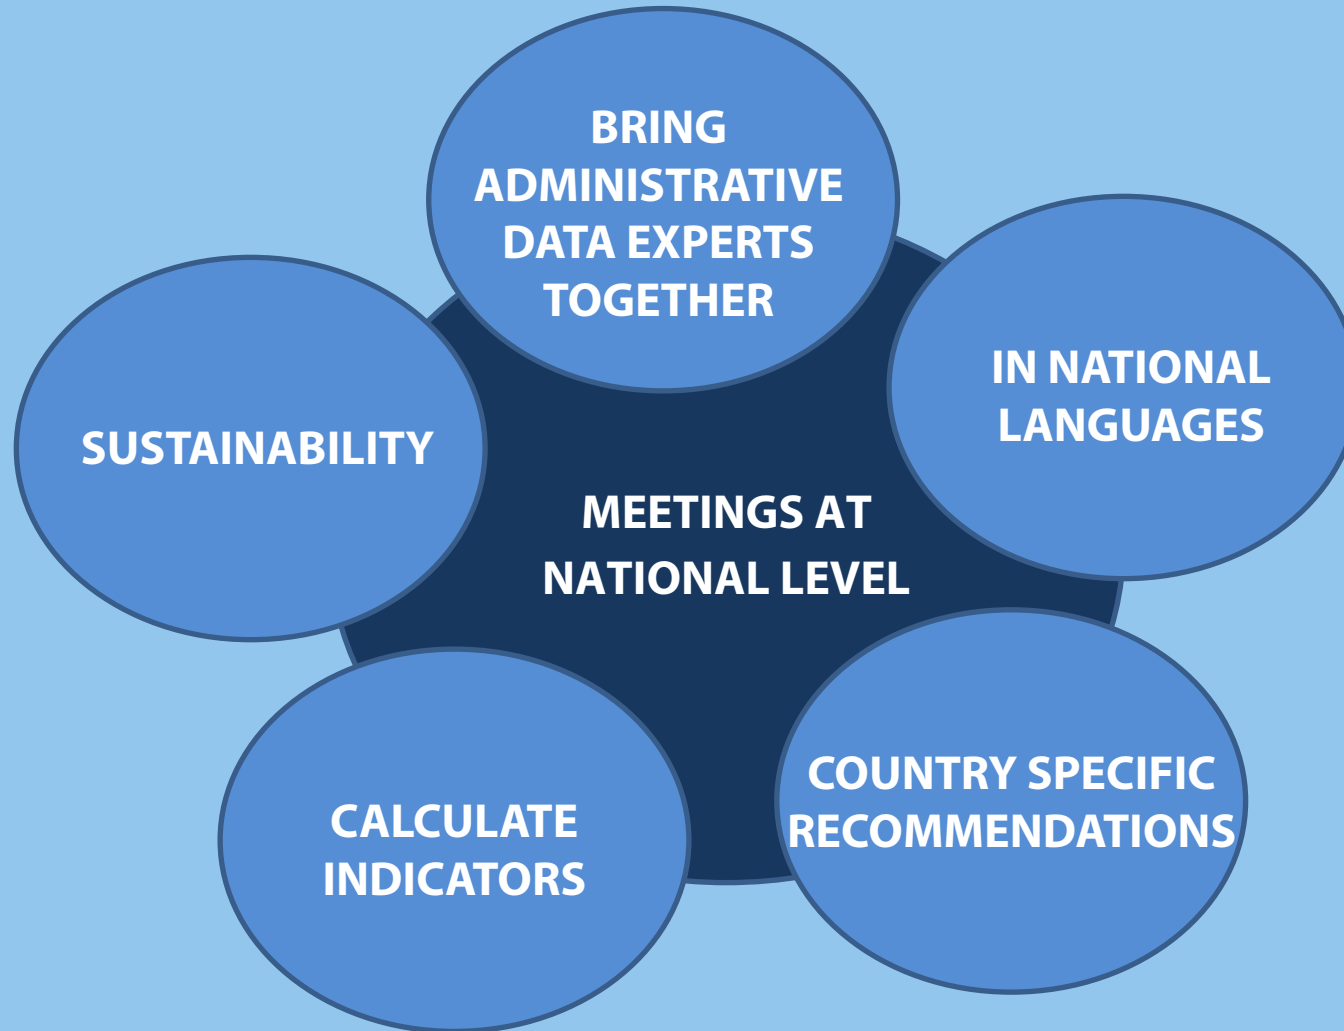 BRING
ADMINISTRATIVE
DATA EXPERTS
TOGETHER
IN NATIONAL
LANGUAGES
SUSTAINABILITY
MEETINGS AT
NATIONAL LEVEL
COUNTRY SPECIFIC
RECOMMENDATIONS
CALCULATE
INDICATORS